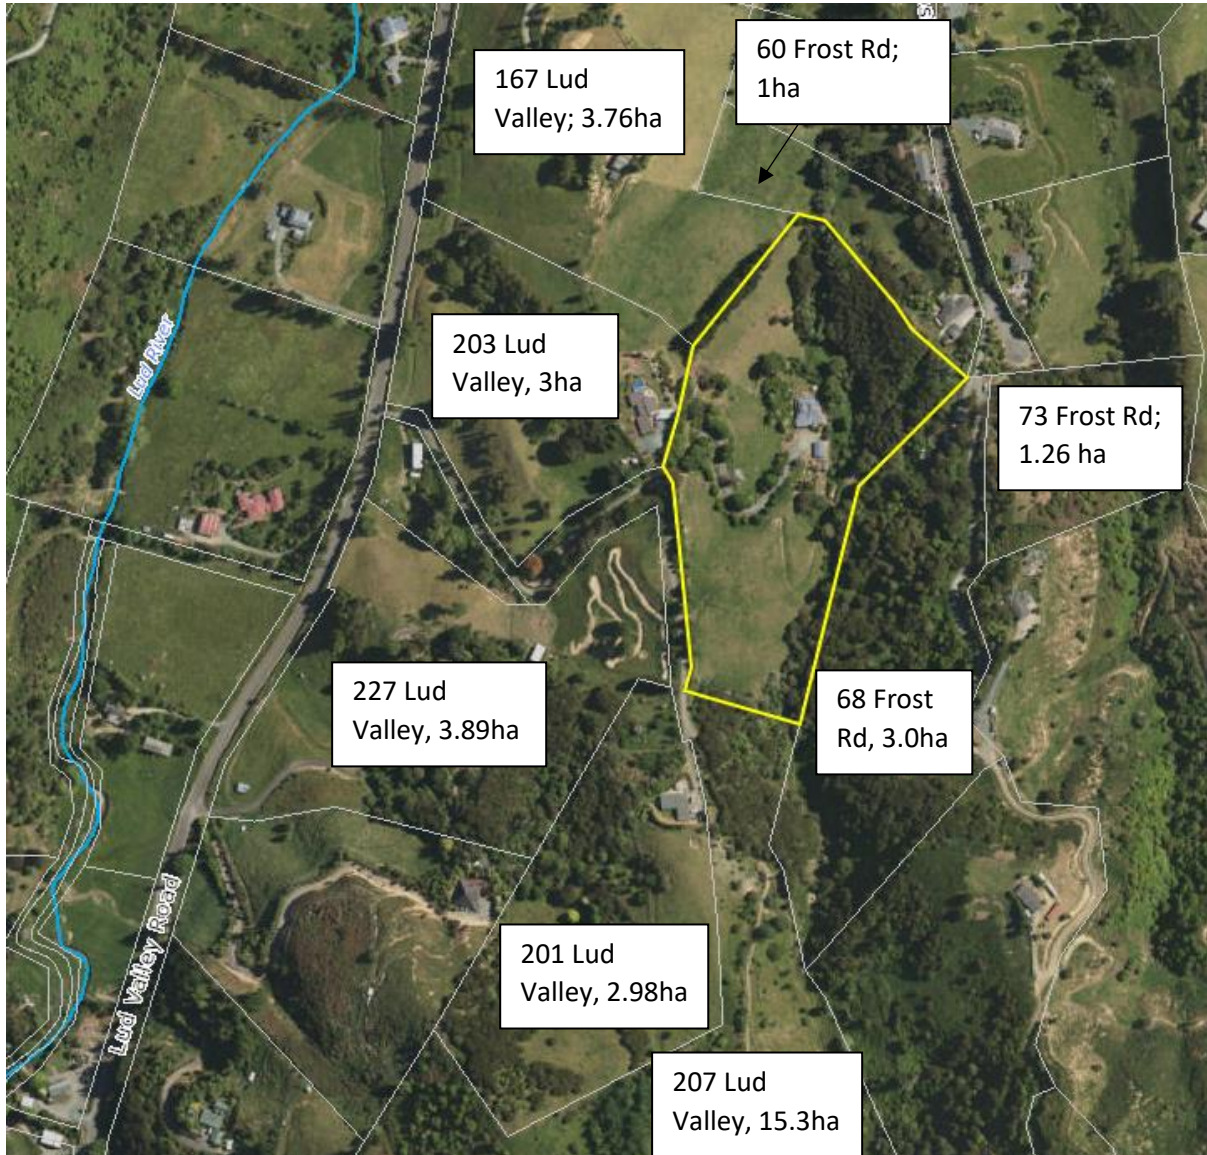 60 Frost Rd;
1ha
167 Lud
Valley; 3.76ha
203 Lud
Valley, 3ha
Lud River
73 Frost Rd;
1.26 ha
227 Lud
Valley, 3.89ha
68 Frost
Rd, 3.0ha
Lud Valley Road
201 Lud
Valley, 2.98ha
207 Lud
Valley, 15.3ha